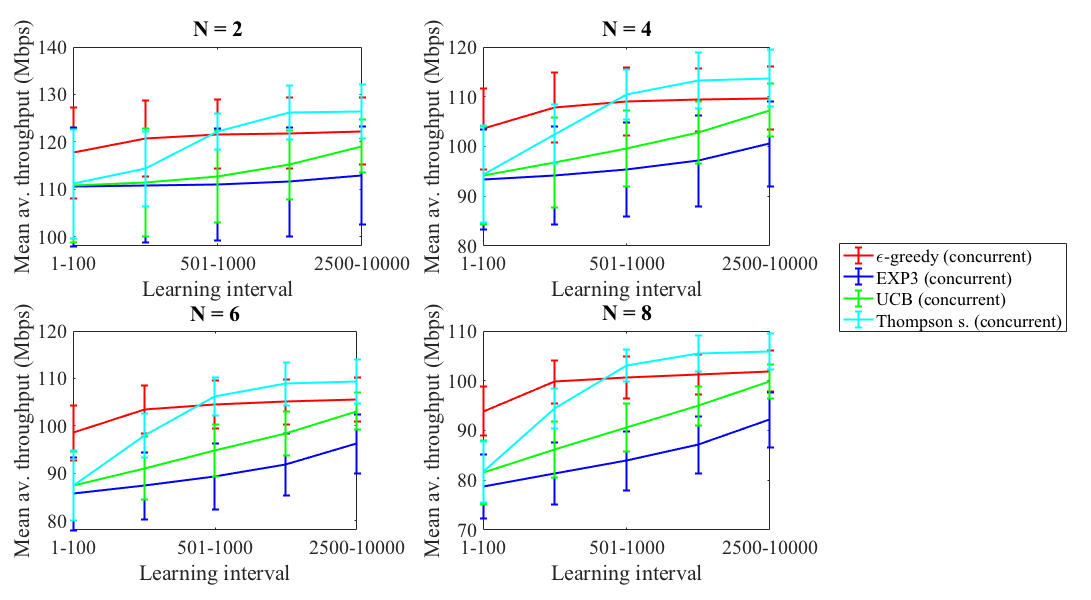 N = 2
Mean av. throughput (Mbps)
140
130
120
110
100
1-100
501-1000
2500-10000
Learning interval
N = 4
Mean av. throughput (Mbps)
120
110
100
90
80
1-100
501-1000
2500-10000
Learning interval
ϵ-greedy (concurrent)
EXP3 (concurrent)
UCB (concurrent)
Thompson s. (concurrent)
N = 6
Mean av. throughput (Mbps)
120
110
100
90
80
1-100
501-1000
2500-10000
Learning interval
N = 8
Mean av. throughput (Mbps)
110
100
90
80
70
1-100
501-1000
2500-10000
Learning interval